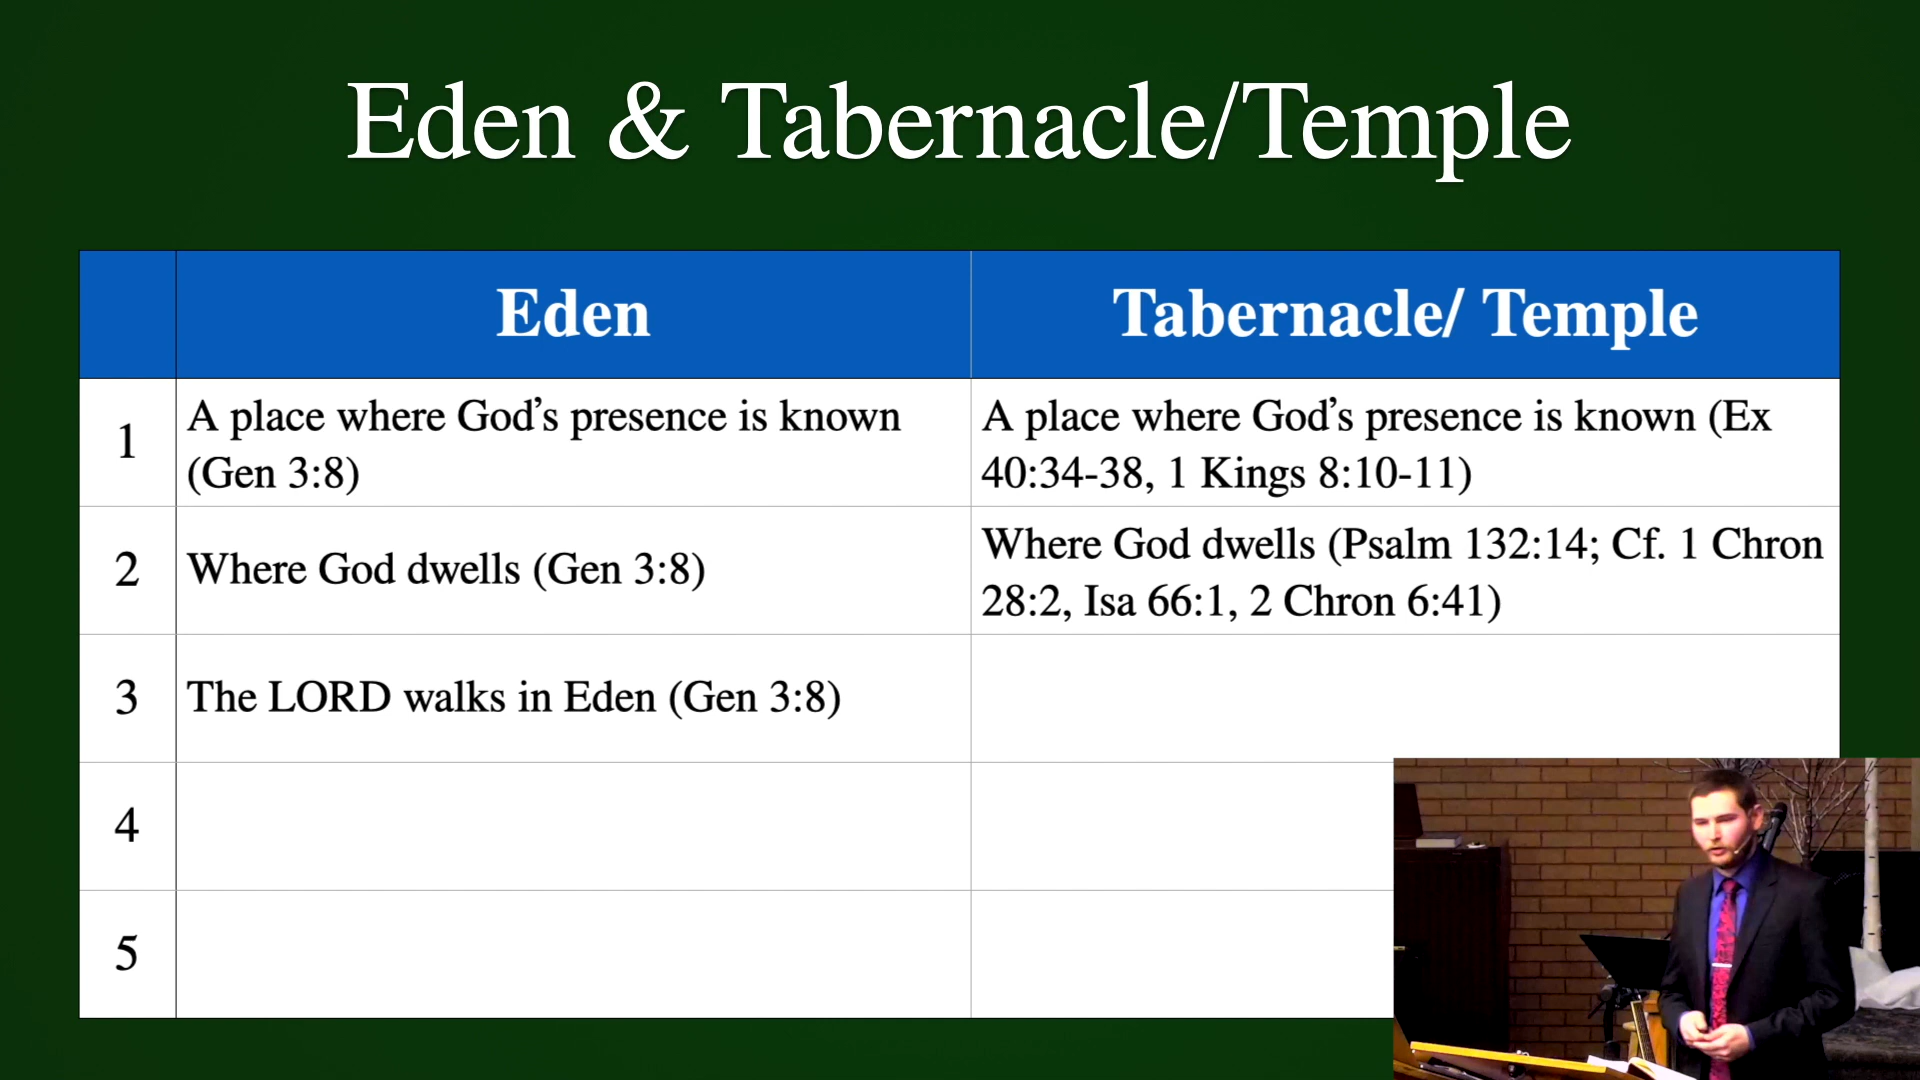 Eden & Tabernacle/Temple
Eden
Tabernacle/ Temple
1
A place where God’s presence is known
(Gen 3:8)
A place where God’s presence is known (Ex
40:34-38, 1 Kings 8:10-11)
2
Where God dwells (Gen 3:8)
Where God dwells (Psalm 132:14; Cf. 1 Chron
28:2, Isa 66:1, 2 Chron 6:41)
3
The LORD walks in Eden (Gen 3:8)
4
5